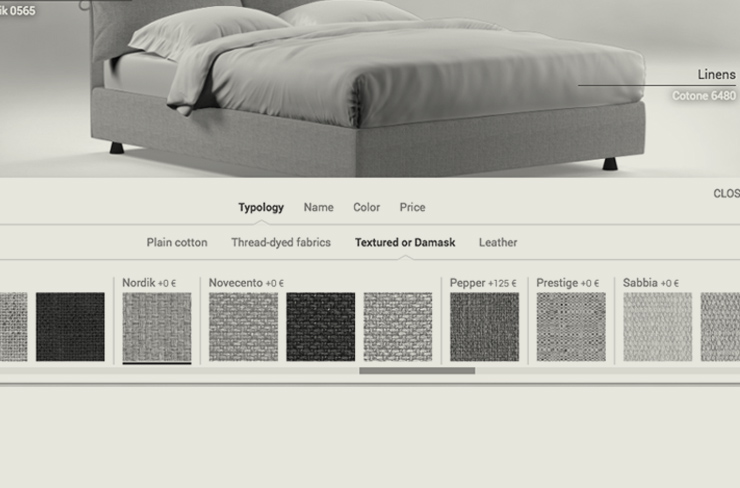 ik 0565
Linens
Cotone 6480
CLOS
Typology Name Color Price
Plain cotton Thread-dyed fabrics Textured or Damask Leather
Nordik +0 € Novecento +0 € Pepper +125 € Prestige +0 € Sabbia +0 €